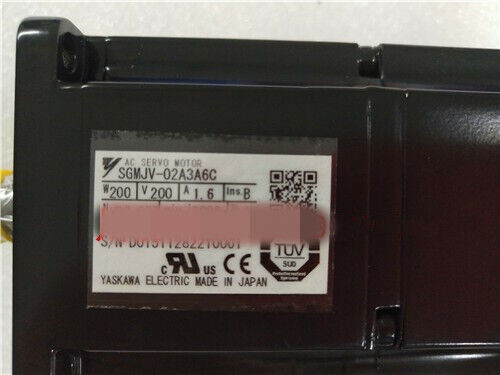 AC SERVO MOTOR
SGMJV-02A3A6C
W 200 V 200 A 1.6 Ins. B
S/N
C UL US CE
TÜV
SUD
YASKAWA ELECTRIC MADE IN JAPAN